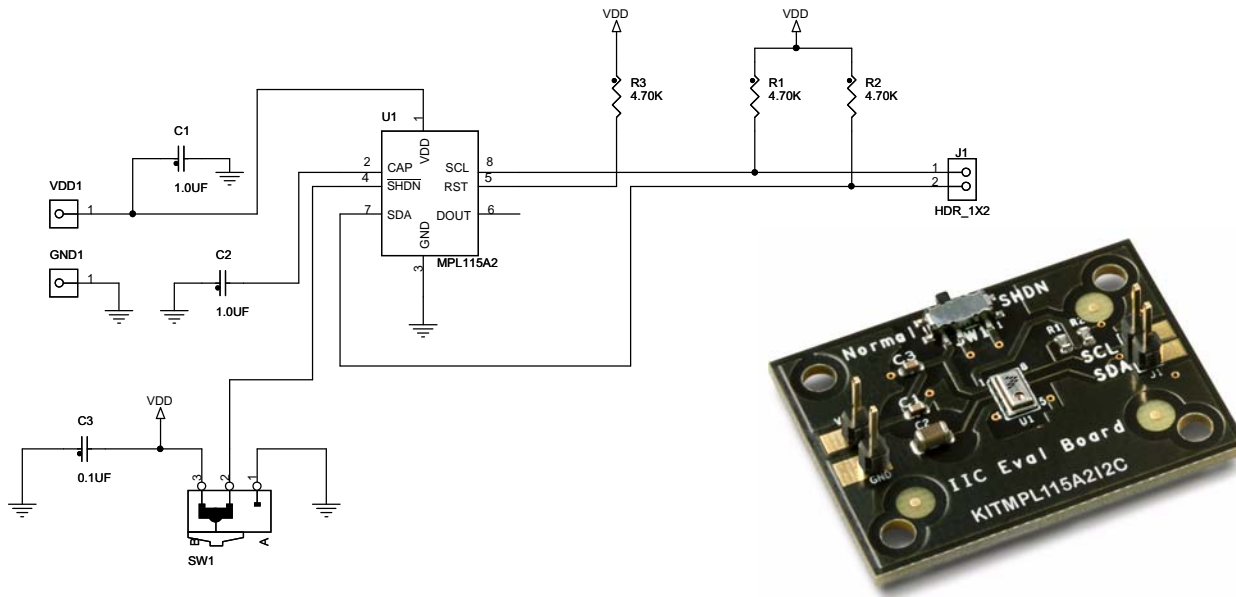 VDD
VDD
R3
4.70K
R1
4.70K
R2
4.70K
U1
1
VDD
C1
1.0UF
2
CAP
SCL
8
4
SHDN
RST
5
7
SDA
DOUT
6
GND
3
MPL115A2
J1
1
2
HDR_1X2
VDD1
1
GND1
1
C2
1.0UF
VDD
C3
0.1UF
3
2
1
B
A
SW1
Normal
SHDN
SW1
R1
R2
SCL
SDA
J1
C3
C1
C2
1
8
5
U1
V
GND
IIC Eval Board
KITMPL115A2I2C